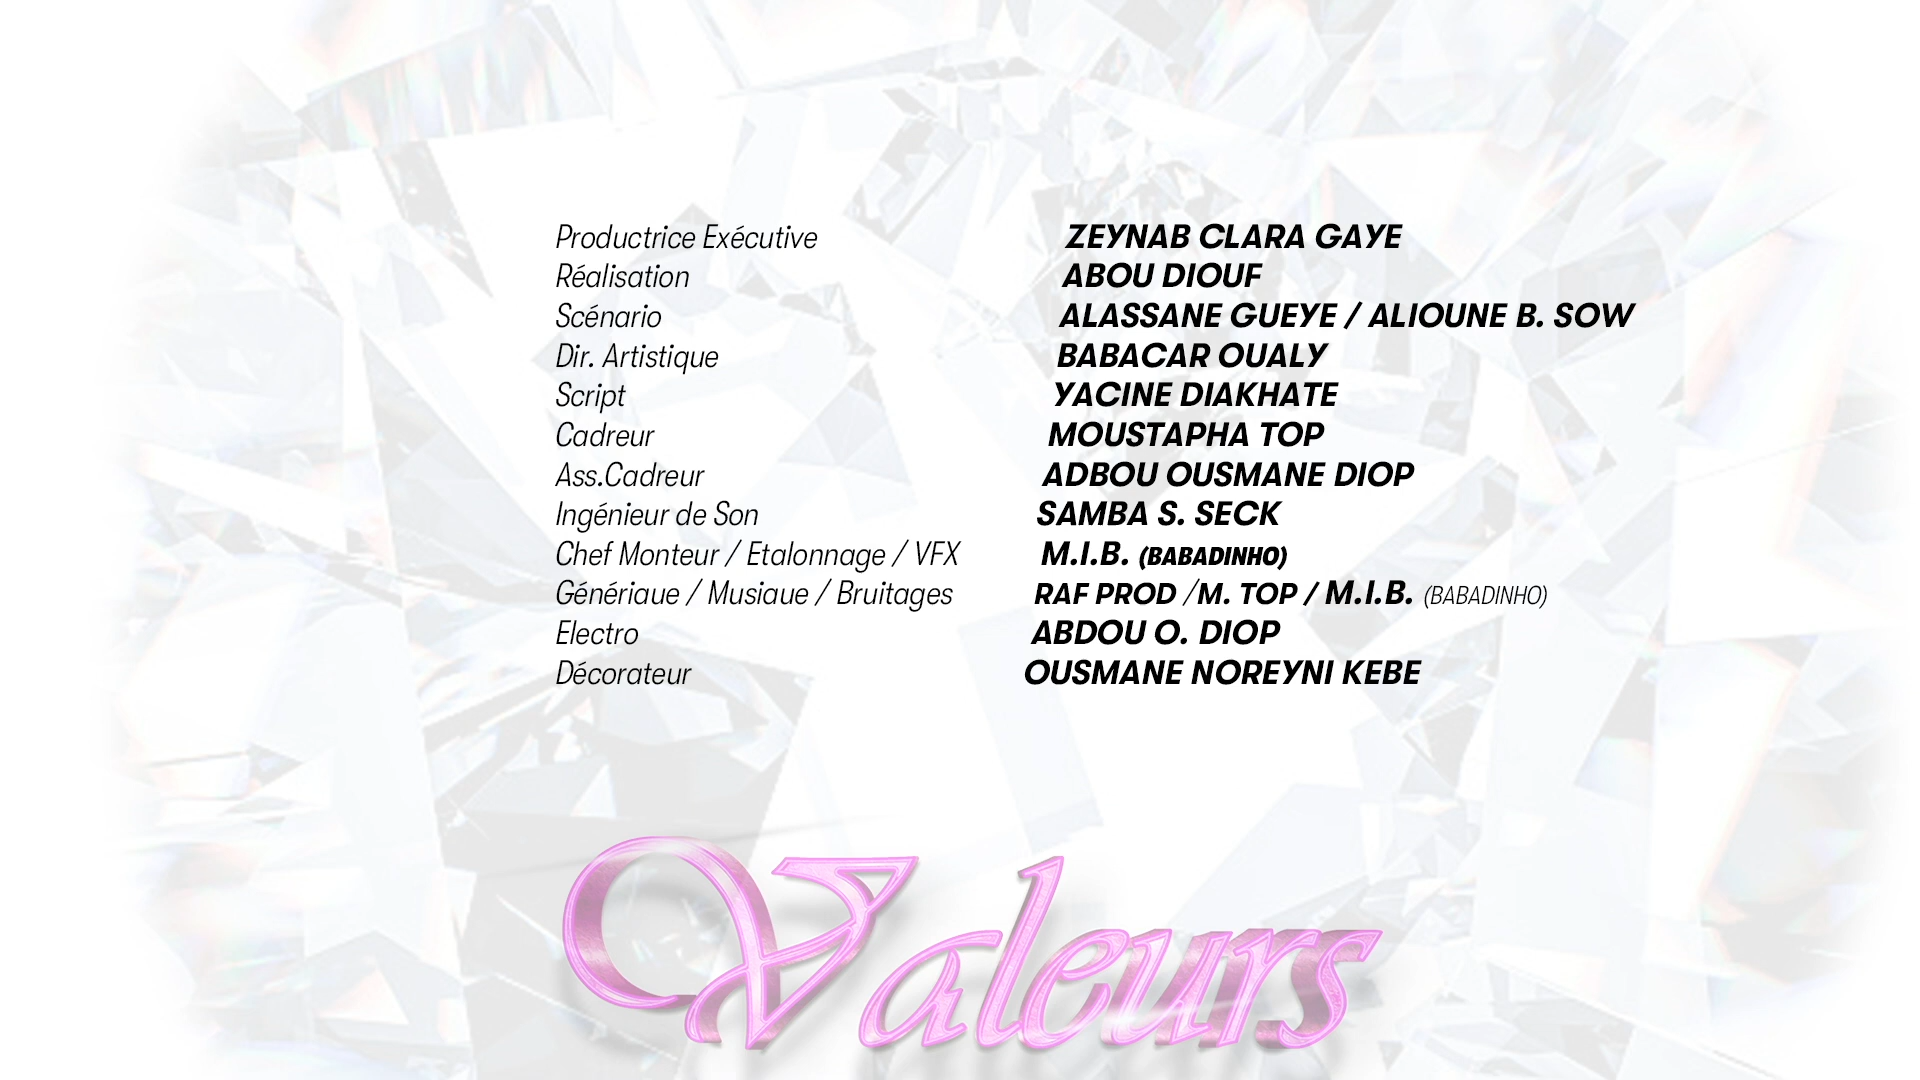 Productrice Exécutive ZEYNAB CLARA GAYE
Réalisation ABOU DIOUF
Scénario ALASSANE GUEYE / ALIOUNE B. SOW
Dir. Artistique BABACAR OUALY
Script YACINE DIAKHATE
Cadreur MOUSTAPHA TOP
Ass.Cadreur ADBOU OUSMANE DIOP
Ingénieur de Son SAMBA S. SECK
Chef Monteur / Etalonnage / VFX M.I.B. (BABADINHO)
Génériaue / Musiaue / Bruitages RAF PROD /M. TOP / M.I.B. (BABADINHO)
Electro ABDOU O. DIOP
Décorateur OUSMANE NOREYNI KEBE
Valeurs